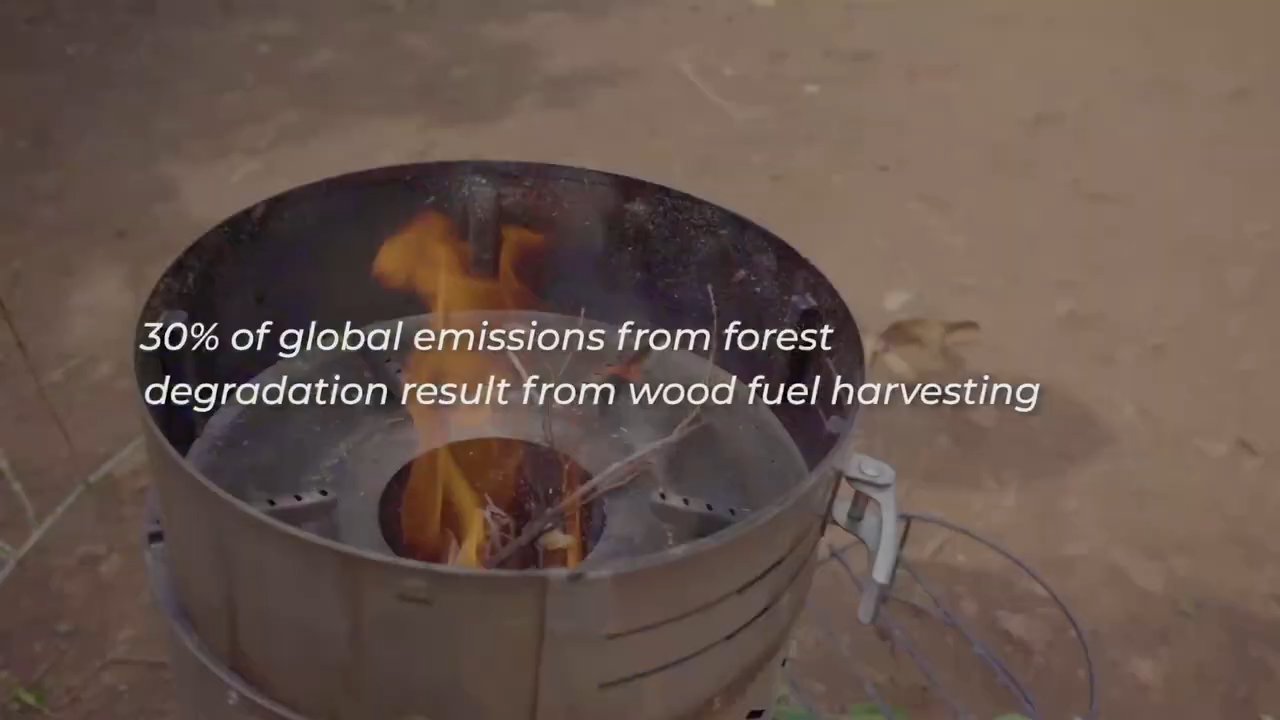 30% of global emissions from forest
degradation result from wood fuel harvesting